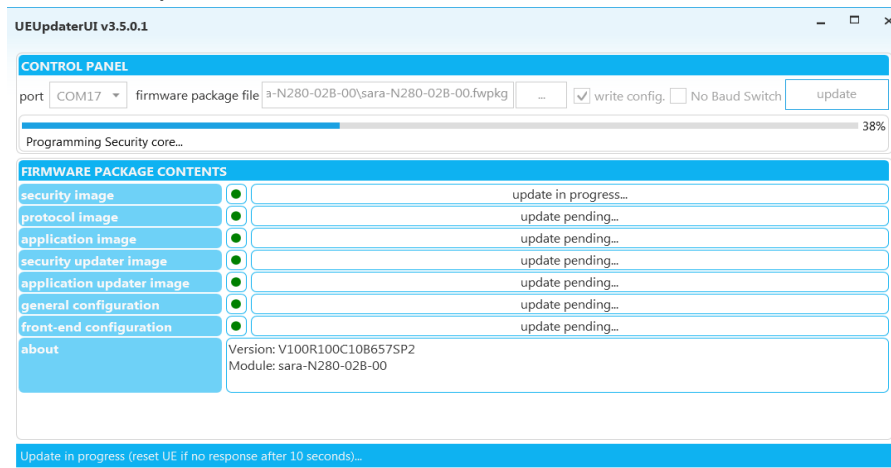 UEUpdaterUI v3.5.0.1
CONTROL PANEL
port COM17 firmware package file a-N280-02B-00\sara-N280-02B-00.fwpkg ... write config. No Baud Switch update
38%
Programming Security core...
FIRMWARE PACKAGE CONTENTS
security image update in progress...
protocol image update pending...
application image update pending...
security updater image update pending...
application updater image update pending...
general configuration update pending...
front-end configuration update pending...
about Version: V100R100C10B657SP2
Module: sara-N280-02B-00
Update in progress (reset UE if no response after 10 seconds)...